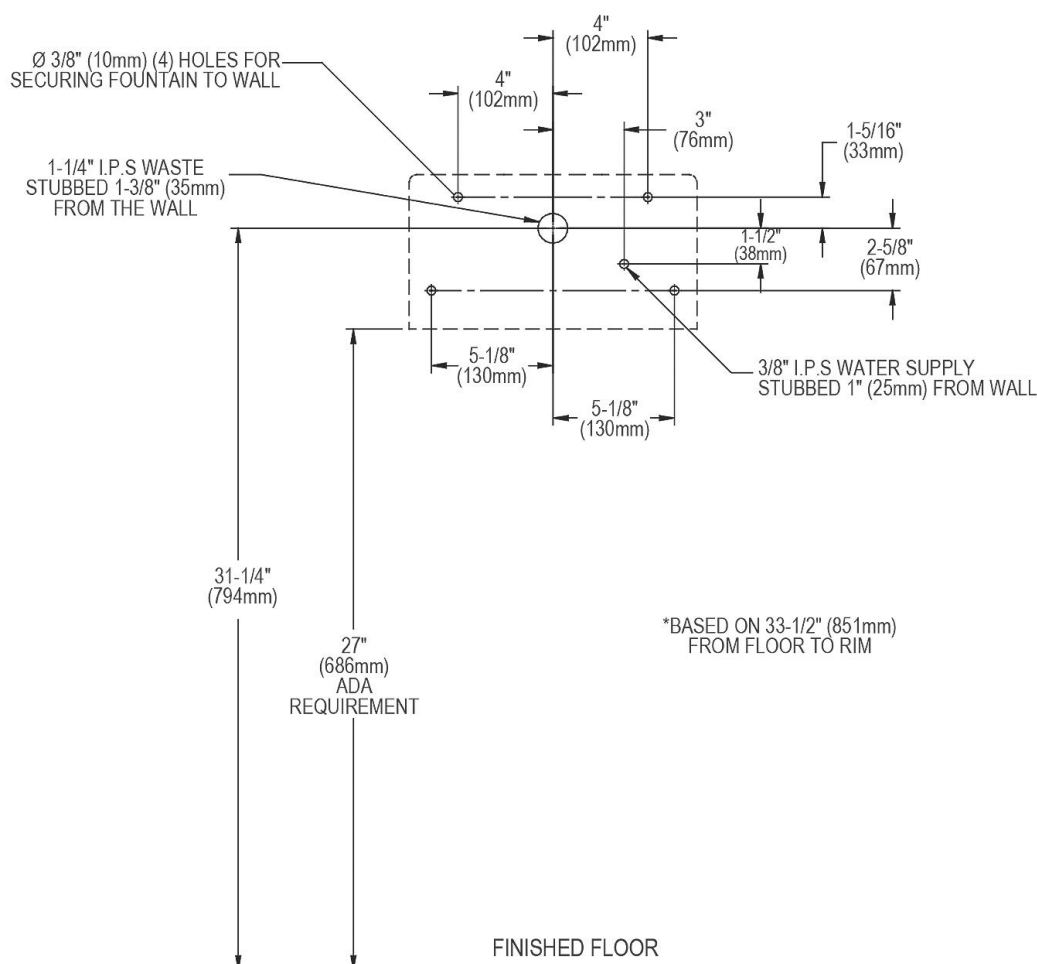 4"
(102mm)
Ø 3/8" (10mm) (4) HOLES FOR
SECURING FOUNTAIN TO WALL
4"
(102mm)
3"
(76mm)
1-5/16"
(33mm)
1-1/4" I.P.S WASTE
STUBBED 1-3/8" (35mm)
FROM THE WALL
1-1/2"
(38mm)
2-5/8"
(67mm)
5-1/8"
(130mm)
3/8" I.P.S WATER SUPPLY
STUBBED 1" (25mm) FROM WALL
5-1/8"
(130mm)
31-1/4"
(794mm)
27"
(686mm)
ADA
REQUIREMENT
*BASED ON 33-1/2" (851mm)
FROM FLOOR TO RIM
FINISHED FLOOR